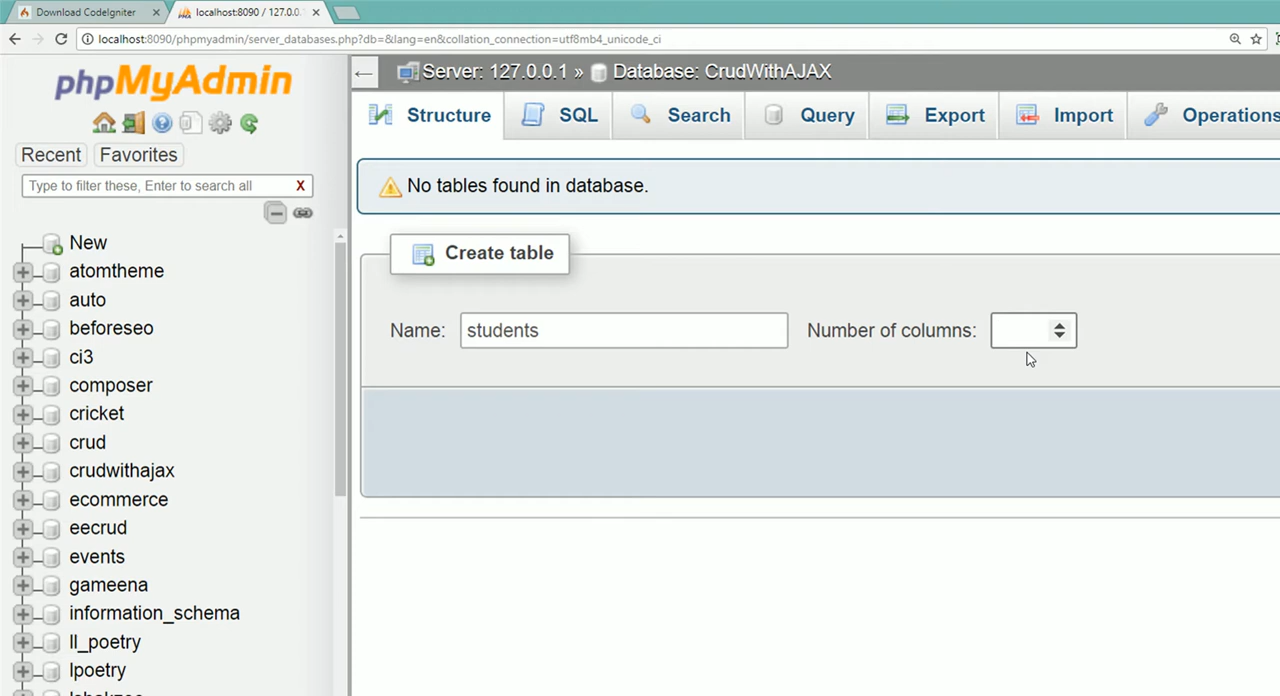 Download CodeIgniter
localhost:8090 / 127.0.0.1
localhost:8090/phpmyadmin/server_databases.php?db=&lang=en&collation_connection=utf8mb4_unicode_ci
phpMyAdmin
Recent
Favorites
Type to filter these, Enter to search all
X
New
atomtheme
auto
beforeseo
ci3
composer
cricket
crud
crudwithajax
ecommerce
eecrud
events
gameena
information_schema
ll_poetry
lpoetry
Server: 127.0.0.1 » Database: CrudWithAJAX
Structure
SQL
Search
Query
Export
Import
Operations
No tables found in database.
Create table
Name: students Number of columns: